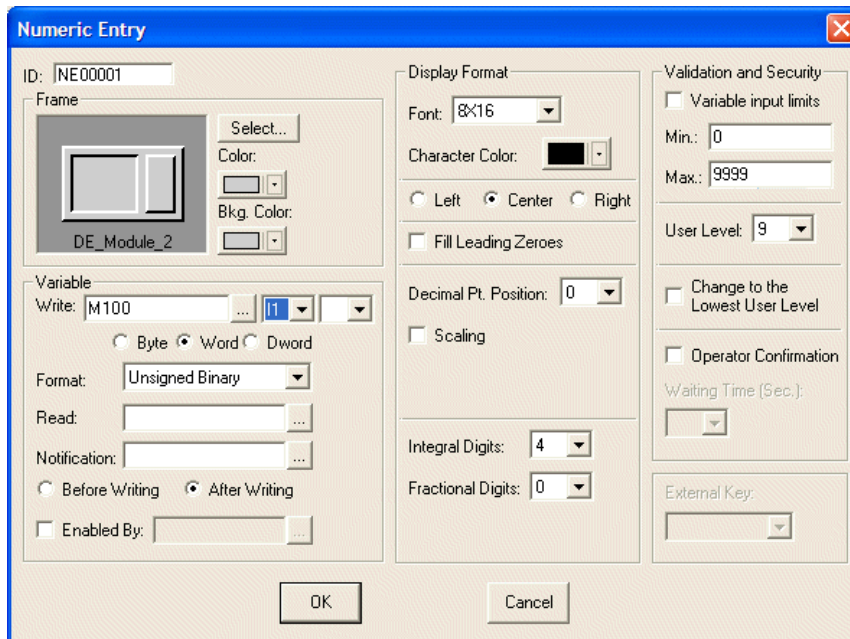 Numeric Entry
ID: NE00001
Frame
Select...
Color:
Bkg. Color:
DE_Module_2
Variable
Write: M100 ... I1
Byte Word Dword
Format: Unsigned Binary
Read: ...
Notification: ...
Before Writing After Writing
Enabled By: ...
Display Format
Font: 8X16
Character Color:
Left Center Right
Fill Leading Zeroes
Decimal Pt. Position: 0
Scaling
Integral Digits: 4
Fractional Digits: 0
Validation and Security
Variable input limits
Min.: 0
Max.: 9999
User Level: 9
Change to the
Lowest User Level
Operator Confirmation
Waiting Time (Sec.):
External Key:
OK Cancel